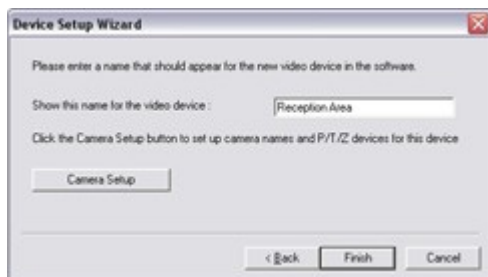 Device Setup Wizard
Please enter a name that should appear for the new video device in the software.
Show this name for the video device :
Reception Area
Click the Camera Setup button to set up camera names and P/T/Z devices for this device
Camera Setup
< Back
Finish
Cancel